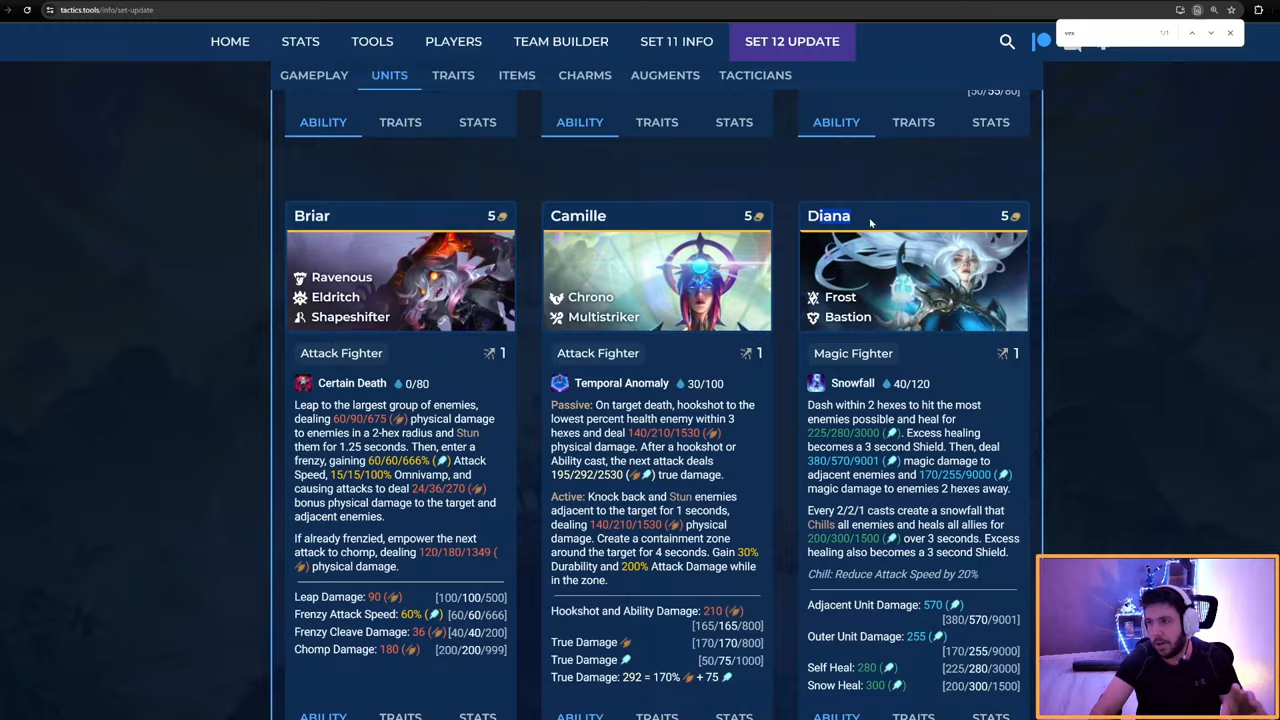 tactics.tools/info/set-update
vex
1/1
HOME
STATS
TOOLS
PLAYERS
TEAM BUILDER
SET 11 INFO
SET 12 UPDATE
GAMEPLAY
UNITS
TRAITS
ITEMS
CHARMS
AUGMENTS
TACTICIANS
[50/55/80]
ABILITY
TRAITS
STATS
ABILITY
TRAITS
STATS
ABILITY
TRAITS
STATS
Briar
5
Ravenous
Eldritch
Shapeshifter
Attack Fighter
1
Certain Death
0/80
Leap to the largest group of enemies,
dealing 60/90/675 ( ) physical damage
to enemies in a 2-hex radius and Stun
them for 1.25 seconds. Then, enter a
frenzy, gaining 60/60/666% ( ) Attack
Speed, 15/15/100% Omnivamp, and
causing attacks to deal 24/36/270 ( )
bonus physical damage to the target and
adjacent enemies.
If already frenzied, empower the next
attack to chomp, dealing 120/180/1349 (
) physical damage.
Leap Damage: 90 ( ) [100/100/500]
Frenzy Attack Speed: 60% ( ) [60/60/666]
Frenzy Cleave Damage: 36 ( ) [40/40/200]
Chomp Damage: 180 ( ) [200/200/999]
ABILITY
TRAITS
STATS
Camille
5
Chrono
Multistriker
Attack Fighter
1
Temporal Anomaly
30/100
Passive: On target death, hookshot to the
lowest percent health enemy within 3
hexes and deal 140/210/1530 ( )
physical damage. After a hookshot or
Ability cast, the next attack deals
195/292/2530 ( ) true damage.
Active: Knock back and Stun enemies
adjacent to the target for 1 seconds,
dealing 140/210/1530 ( ) physical
damage. Create a containment zone
around the target for 4 seconds. Gain 30%
Durability and 200% Attack Damage while
in the zone.
Hookshot and Ability Damage: 210 ( )
[165/165/800]
True Damage [170/170/800]
True Damage [50/75/1000]
True Damage: 292 = 170% + 75
ABILITY
TRAITS
STATS
Diana
5
Frost
Bastion
Magic Fighter
1
Snowfall
40/120
Dash within 2 hexes to hit the most
enemies possible and heal for
225/280/3000 ( ). Excess healing
becomes a 3 second Shield. Then, deal
380/570/9001 ( ) magic damage to
adjacent enemies and 170/255/9000 ( )
magic damage to enemies 2 hexes away.
Every 2/2/1 casts create a snowfall that
Chills all enemies and heals all allies for
200/300/1500 ( ) over 3 seconds. Excess
healing also becomes a 3 second Shield.
Chill: Reduce Attack Speed by 20%
Adjacent Unit Damage: 570 ( )
[380/570/9001]
Outer Unit Damage: 255 ( )
[170/255/9000]
Self Heal: 280 ( ) [225/280/3000]
Snow Heal: 300 ( ) [200/300/1500]
ABILITY
TRAITS
STATS